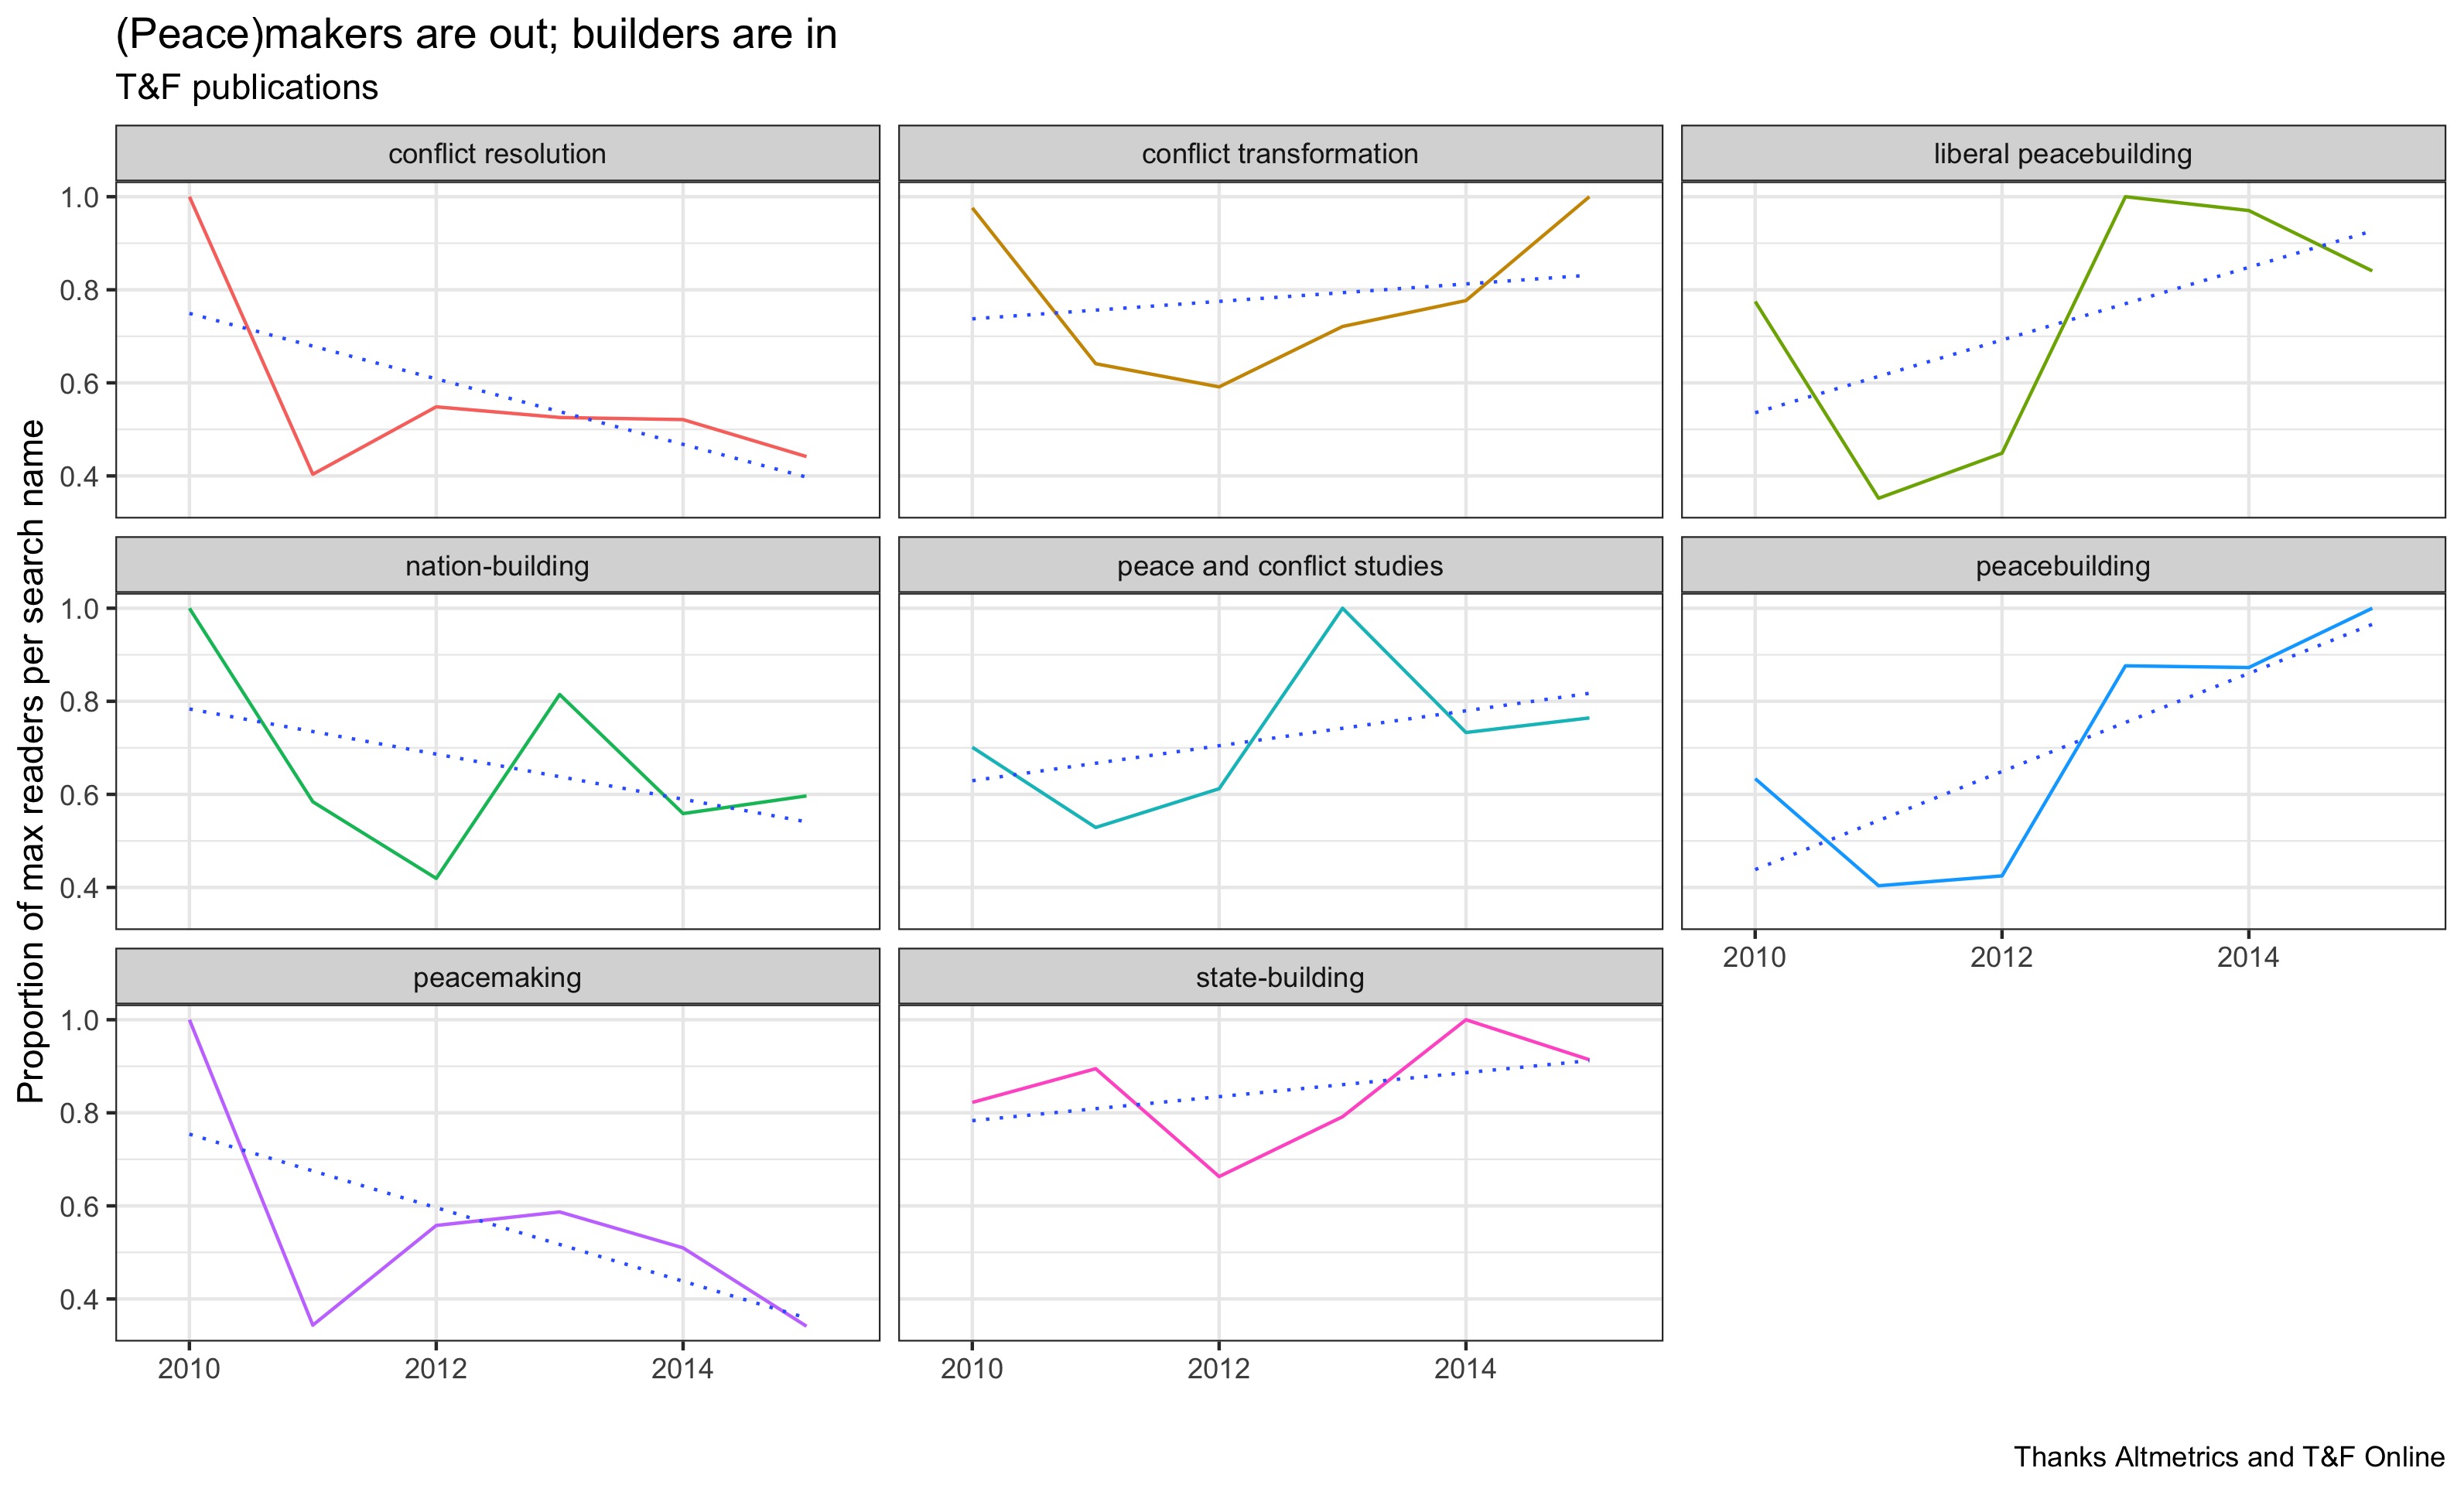 (Peace)makers are out; builders are in
T&F publications
Proportion of max readers per search name
conflict resolution
conflict transformation
liberal peacebuilding
1.0
0.8
0.6
0.4
nation-building
peace and conflict studies
peacebuilding
1.0
0.8
0.6
0.4
2010 2012 2014
peacemaking
state-building
1.0
0.8
0.6
0.4
2010 2012 2014
2010 2012 2014
Thanks Altmetrics and T&F Online